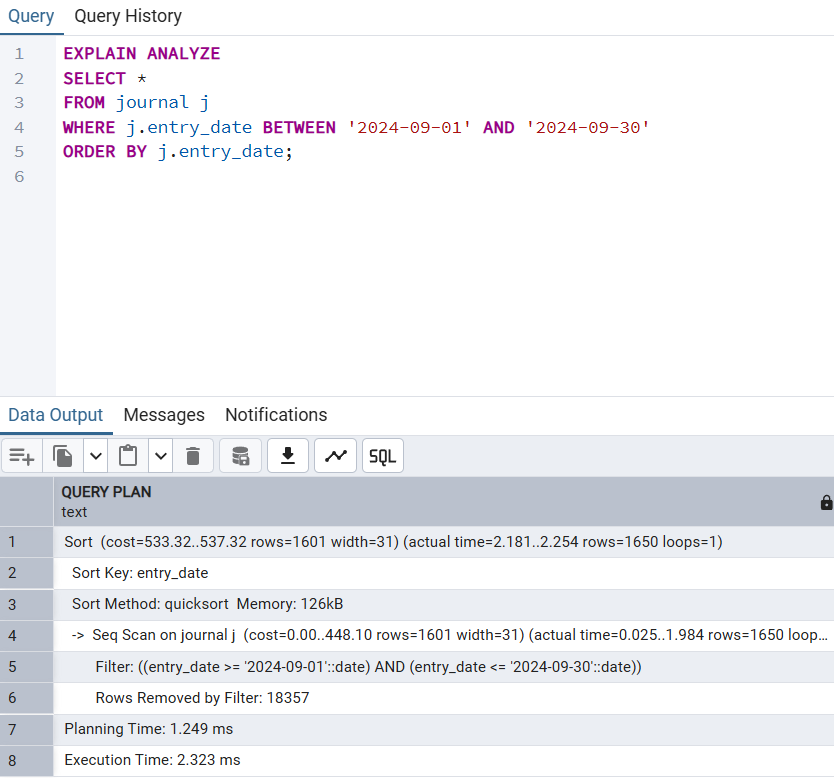 Query Query History
1 EXPLAIN ANALYZE
2 SELECT *
3 FROM journal j
4 WHERE j.entry_date BETWEEN '2024-09-01' AND '2024-09-30'
5 ORDER BY j.entry_date;
6
Data Output Messages Notifications
SQL
QUERY PLAN
text
1 Sort (cost=533.32..537.32 rows=1601 width=31) (actual time=2.181..2.254 rows=1650 loops=1)
2 Sort Key: entry_date
3 Sort Method: quicksort Memory: 126kB
4 -> Seq Scan on journal j (cost=0.00..448.10 rows=1601 width=31) (actual time=0.025..1.984 rows=1650 loop...
5 Filter: ((entry_date >= '2024-09-01'::date) AND (entry_date <= '2024-09-30'::date))
6 Rows Removed by Filter: 18357
7 Planning Time: 1.249 ms
8 Execution Time: 2.323 ms